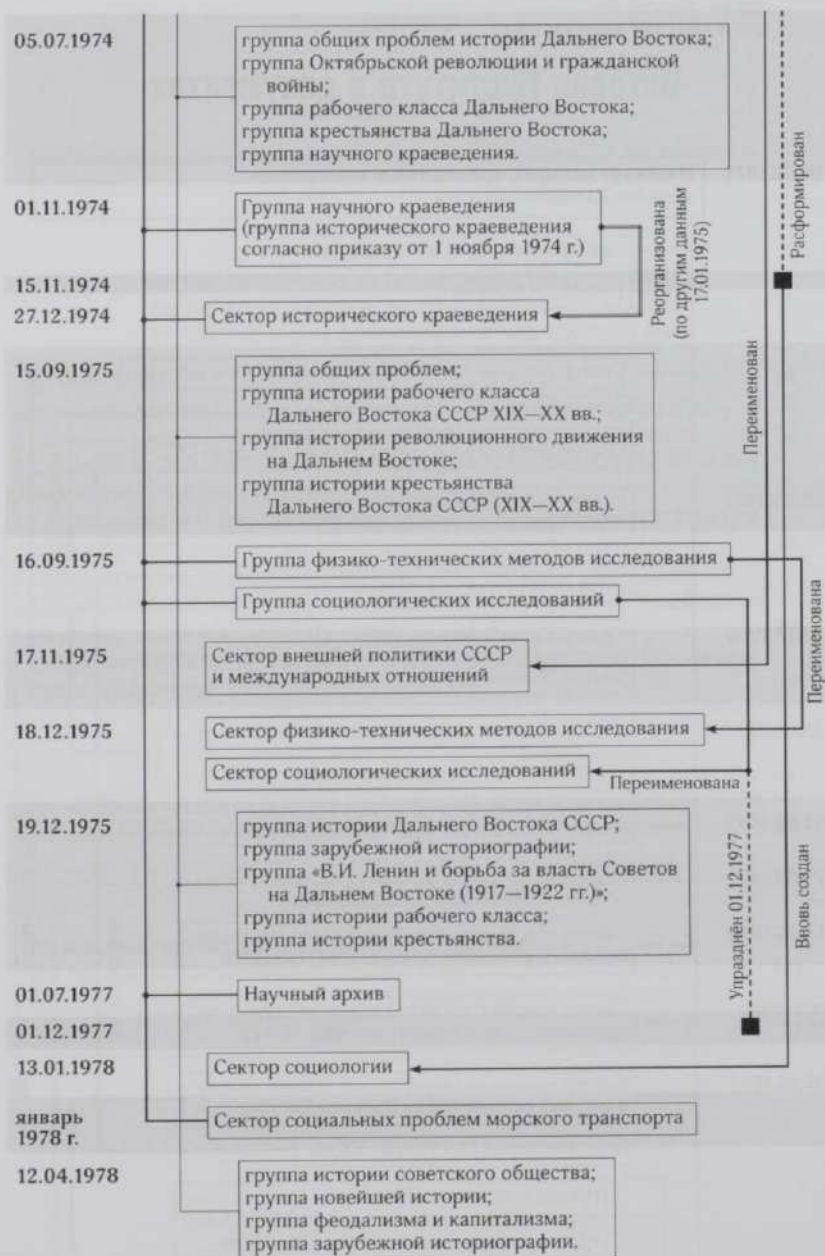 05.07.1974
группа общих проблем истории Дальнего Востока;
группа Октябрьской революции и гражданской
войны;
группа рабочего класса Дальнего Востока;
группа крестьянства Дальнего Востока;
группа научного краеведения.
Расформирован
01.11.1974
Группа научного краеведения
(группа исторического краеведения
согласно приказу от 1 ноября 1974 г.)
Реорганизована
(по другим данным
17.01.1975)
15.11.1974
27.12.1974
Сектор исторического краеведения
15.09.1975
группа общих проблем;
группа истории рабочего класса
Дальнего Востока СССР XIX—XX вв.;
группа истории революционного движения
на Дальнем Востоке;
группа истории крестьянства
Дальнего Востока СССР (XIX—XX вв.).
Переименован
16.09.1975
Группа физико-технических методов исследования
Группа социологических исследований
Переименована
17.11.1975
Сектор внешней политики СССР
и международных отношений
18.12.1975
Сектор физико-технических методов исследования
Сектор социологических исследований
Переименована
19.12.1975
группа истории Дальнего Востока СССР;
группа зарубежной историографии;
группа «В.И. Ленин и борьба за власть Советов
на Дальнем Востоке (1917—1922 гг.)»;
группа истории рабочего класса;
группа истории крестьянства.
Упразднён 01.12.1977
Вновь создан
01.07.1977
Научный архив
01.12.1977
13.01.1978
Сектор социологии
январь
1978 г.
Сектор социальных проблем морского транспорта
12.04.1978
группа истории советского общества;
группа новейшей истории;
группа феодализма и капитализма;
группа зарубежной историографии.